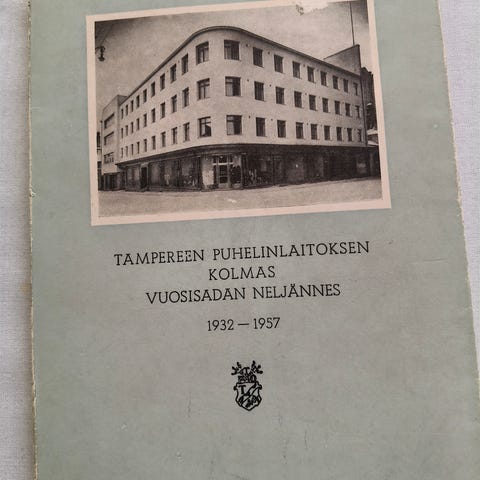 TAMPEREEN PUHELINLAITOKSEN
KOLMAS
VUOSISADAN NELJÄNNES
1932 — 1957